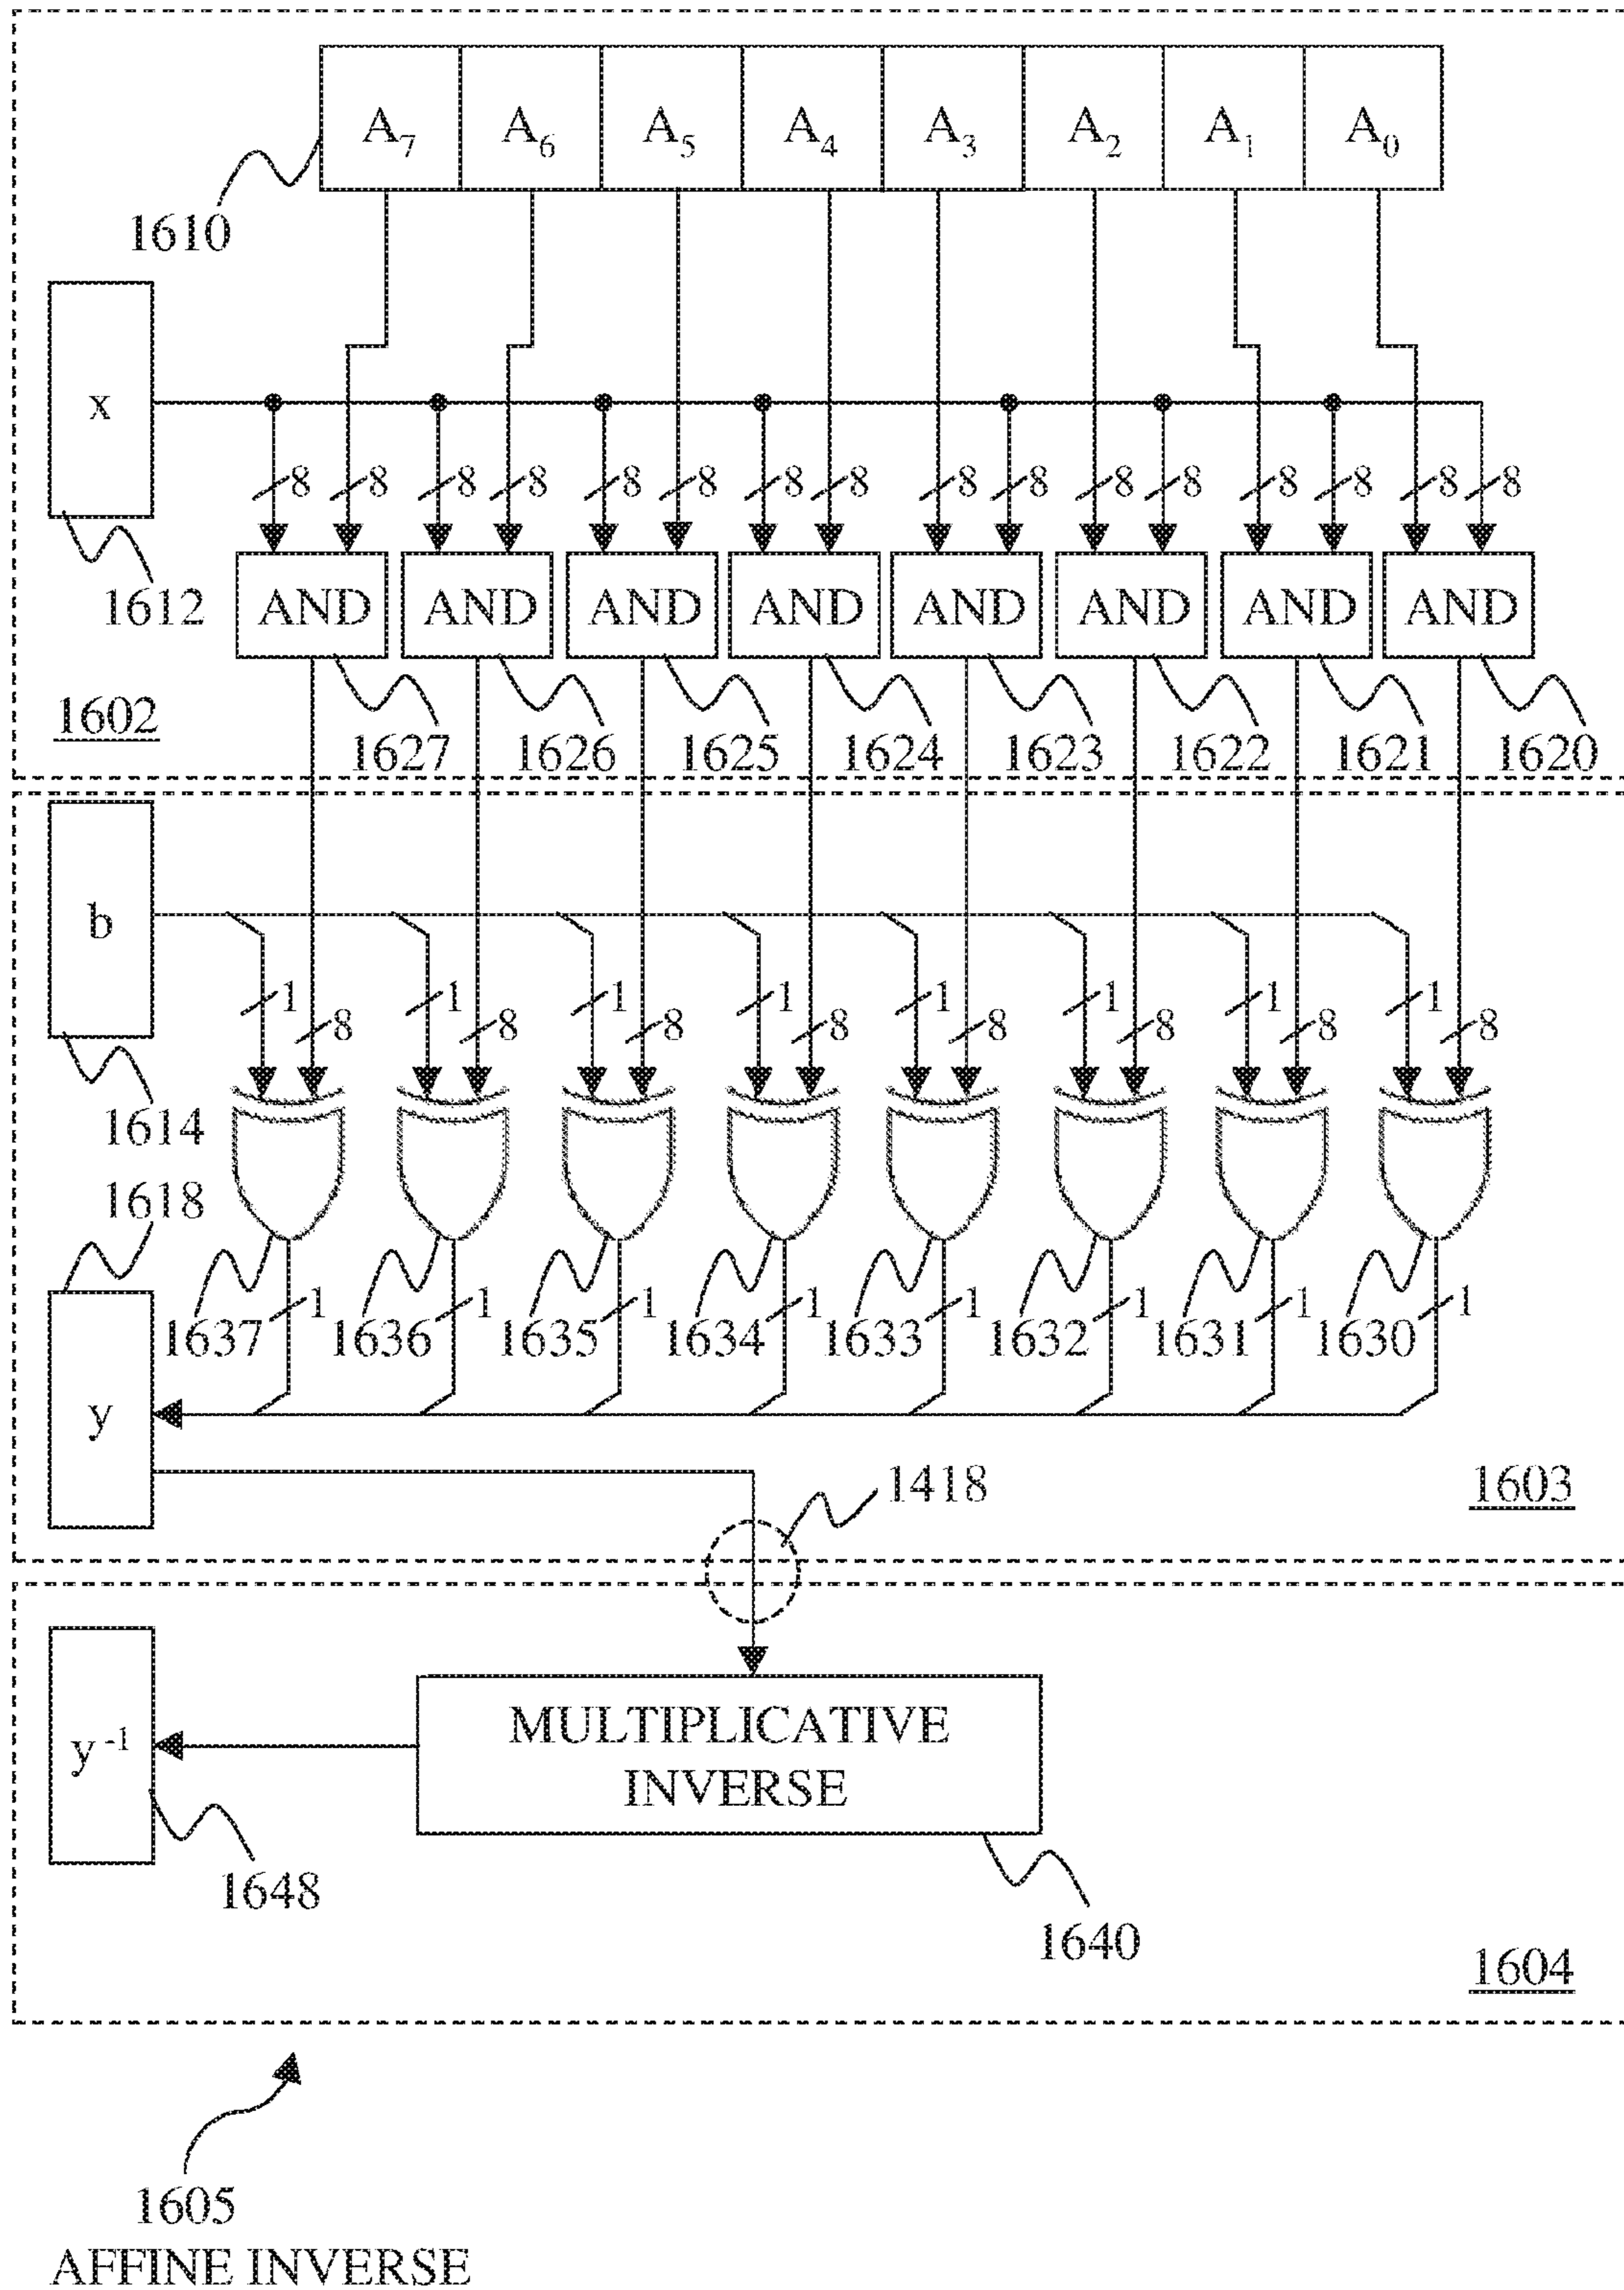 A7 A6 A5 A4 A3 A2 A1 A0
1610
x
8 8 8 8 8 8 8 8 8 8 8 8 8 8 8 8
AND AND AND AND AND AND AND AND
1612
1602
1627 1626 1625 1624 1623 1622 1621 1620
b
1 1 1 1 1 1 1 1
8 8 8 8 8 8 8 8
1614
1618
1 1 1 1 1 1 1 1
1637 1636 1635 1634 1633 1632 1631 1630
y
1418
1603
MULTIPLICATIVE
INVERSE
y-1
1648
1640
1604
1605
AFFINE INVERSE